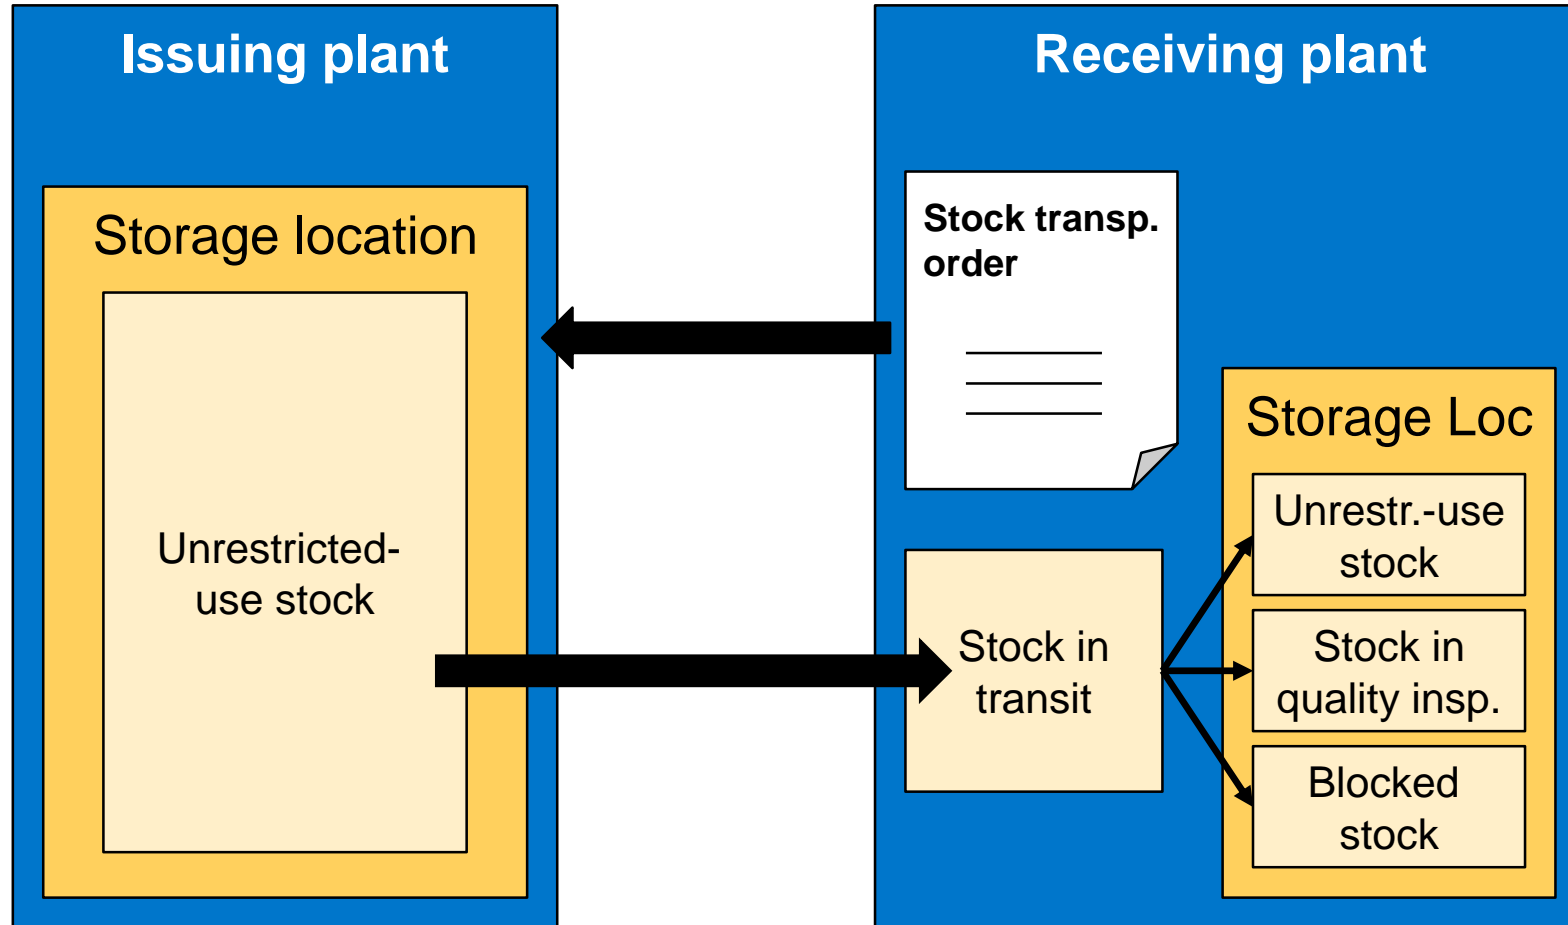 Issuing plant
Storage location
Unrestricted-
use stock
Receiving plant
Stock transp.
order
Stock in
transit
Storage Loc
Unrestr.-use
stock
Stock in
quality insp.
Blocked
stock